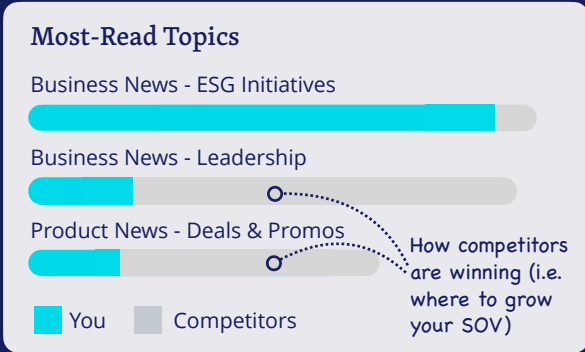 Most-Read Topics
Business News - ESG Initiatives
Business News - Leadership
Product News - Deals & Promos
How competitors
are winning (i.e.
where to grow
your SOV)
You
Competitors